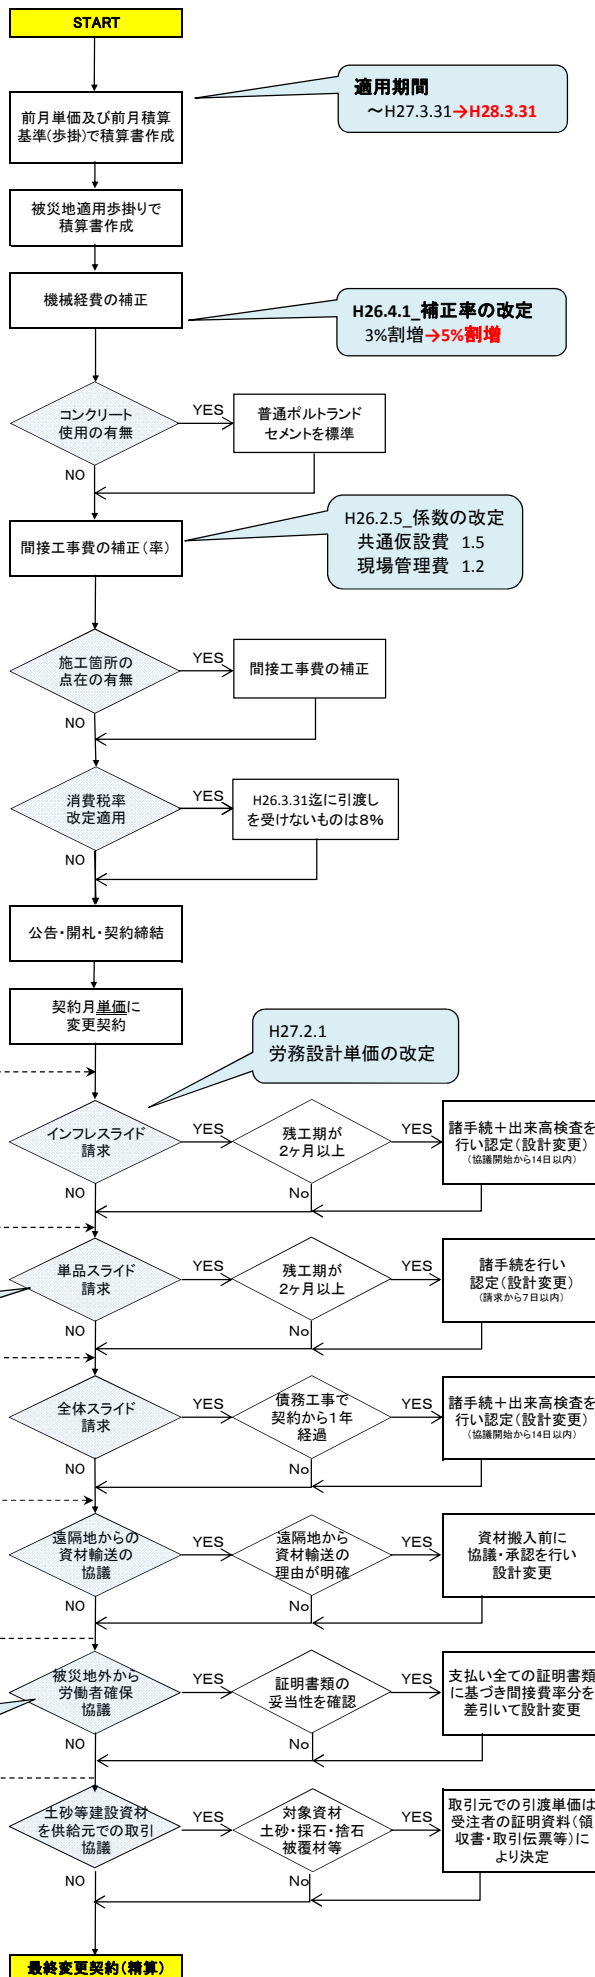 START
適用期間
～H27.3.31→H28.3.31
前月単価及び前月積算
基準(歩掛)で積算書作成
被災地適用歩掛りで
積算書作成
機械経費の補正
H26.4.1_補正率の改定
3%割増→5%割増
コンクリート
使用の有無
YES
普通ポルトランド
セメントを標準
NO
間接工事費の補正(率)
H26.2.5_係数の改定
共通仮設費 1.5
現場管理費 1.2
施工箇所の
点在の有無
YES
間接工事費の補正
NO
消費税率
改定適用
YES
H26.3.31迄に引渡し
を受けないものは8%
NO
公告・開札・契約締結
契約月単価に
変更契約
H27.2.1
労務設計単価の改定
インフレスライド
請求
YES
残工期が
2ヶ月以上
YES
諸手続＋出来高検査を
行い認定(設計変更)
(協議開始から14日以内)
NO
No
単品スライド
請求
YES
残工期が
2ヶ月以上
YES
諸手続を行い
認定(設計変更)
(請求から7日以内)
NO
No
全体スライド
請求
YES
債務工事で
契約から1年
経過
YES
諸手続＋出来高検査を
行い認定(設計変更)
(協議開始から14日以内)
NO
No
遠隔地からの
資材輸送の
協議
YES
遠隔地から
資材輸送の
理由が明確
YES
資材搬入前に
協議・承認を行い
設計変更
NO
No
被災地外から
労働者確保
協議
YES
証明書類の
妥当性を確認
YES
支払い全ての証明書類
に基づき間接費率分を
差引いて設計変更
NO
No
土砂等建設資材
を供給元での取引
協議
YES
対象資材
土砂・採石・捨石
被覆材等
YES
取引元での引渡単価は
受注者の証明資料(領
収書・取引伝票等)に
より決定
NO
No
最終変更契約(精算)